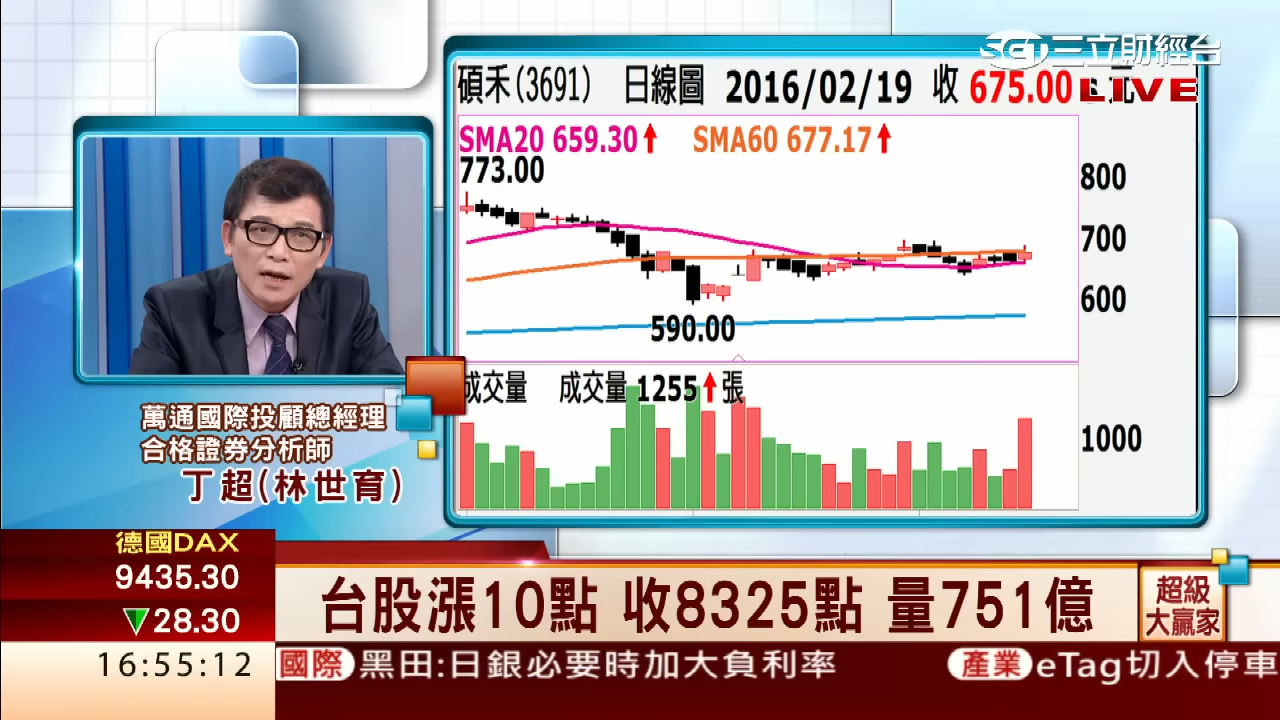 SET三立財經台
LIVE
碩禾(3691) 日線圖 2016/02/19 收 675.00 元
SMA20 659.30↑ SMA60 677.17↑
773.00
800
700
600
590.00
成交量 成交量 1255↑張
1000
萬通國際投顧總經理
合格證券分析師
丁超(林世育)
德國DAX
9435.30
▼28.30
16:55:12
台股漲10點 收8325點 量751億
超級
大贏家
國際 黑田:日銀必要時加大負利率
產業 eTag切入停車